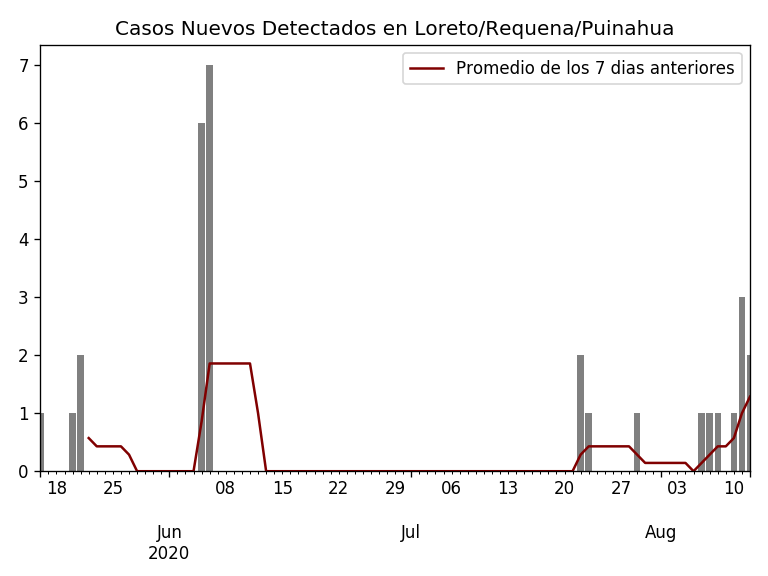 Casos Nuevos Detectados en Loreto/Requena/Puinahua
Promedio de los 7 dias anteriores
7
6
5
4
3
2
1
0
18 25 08 15 22 29 06 13 20 27 03 10
Jun Jul Aug
2020